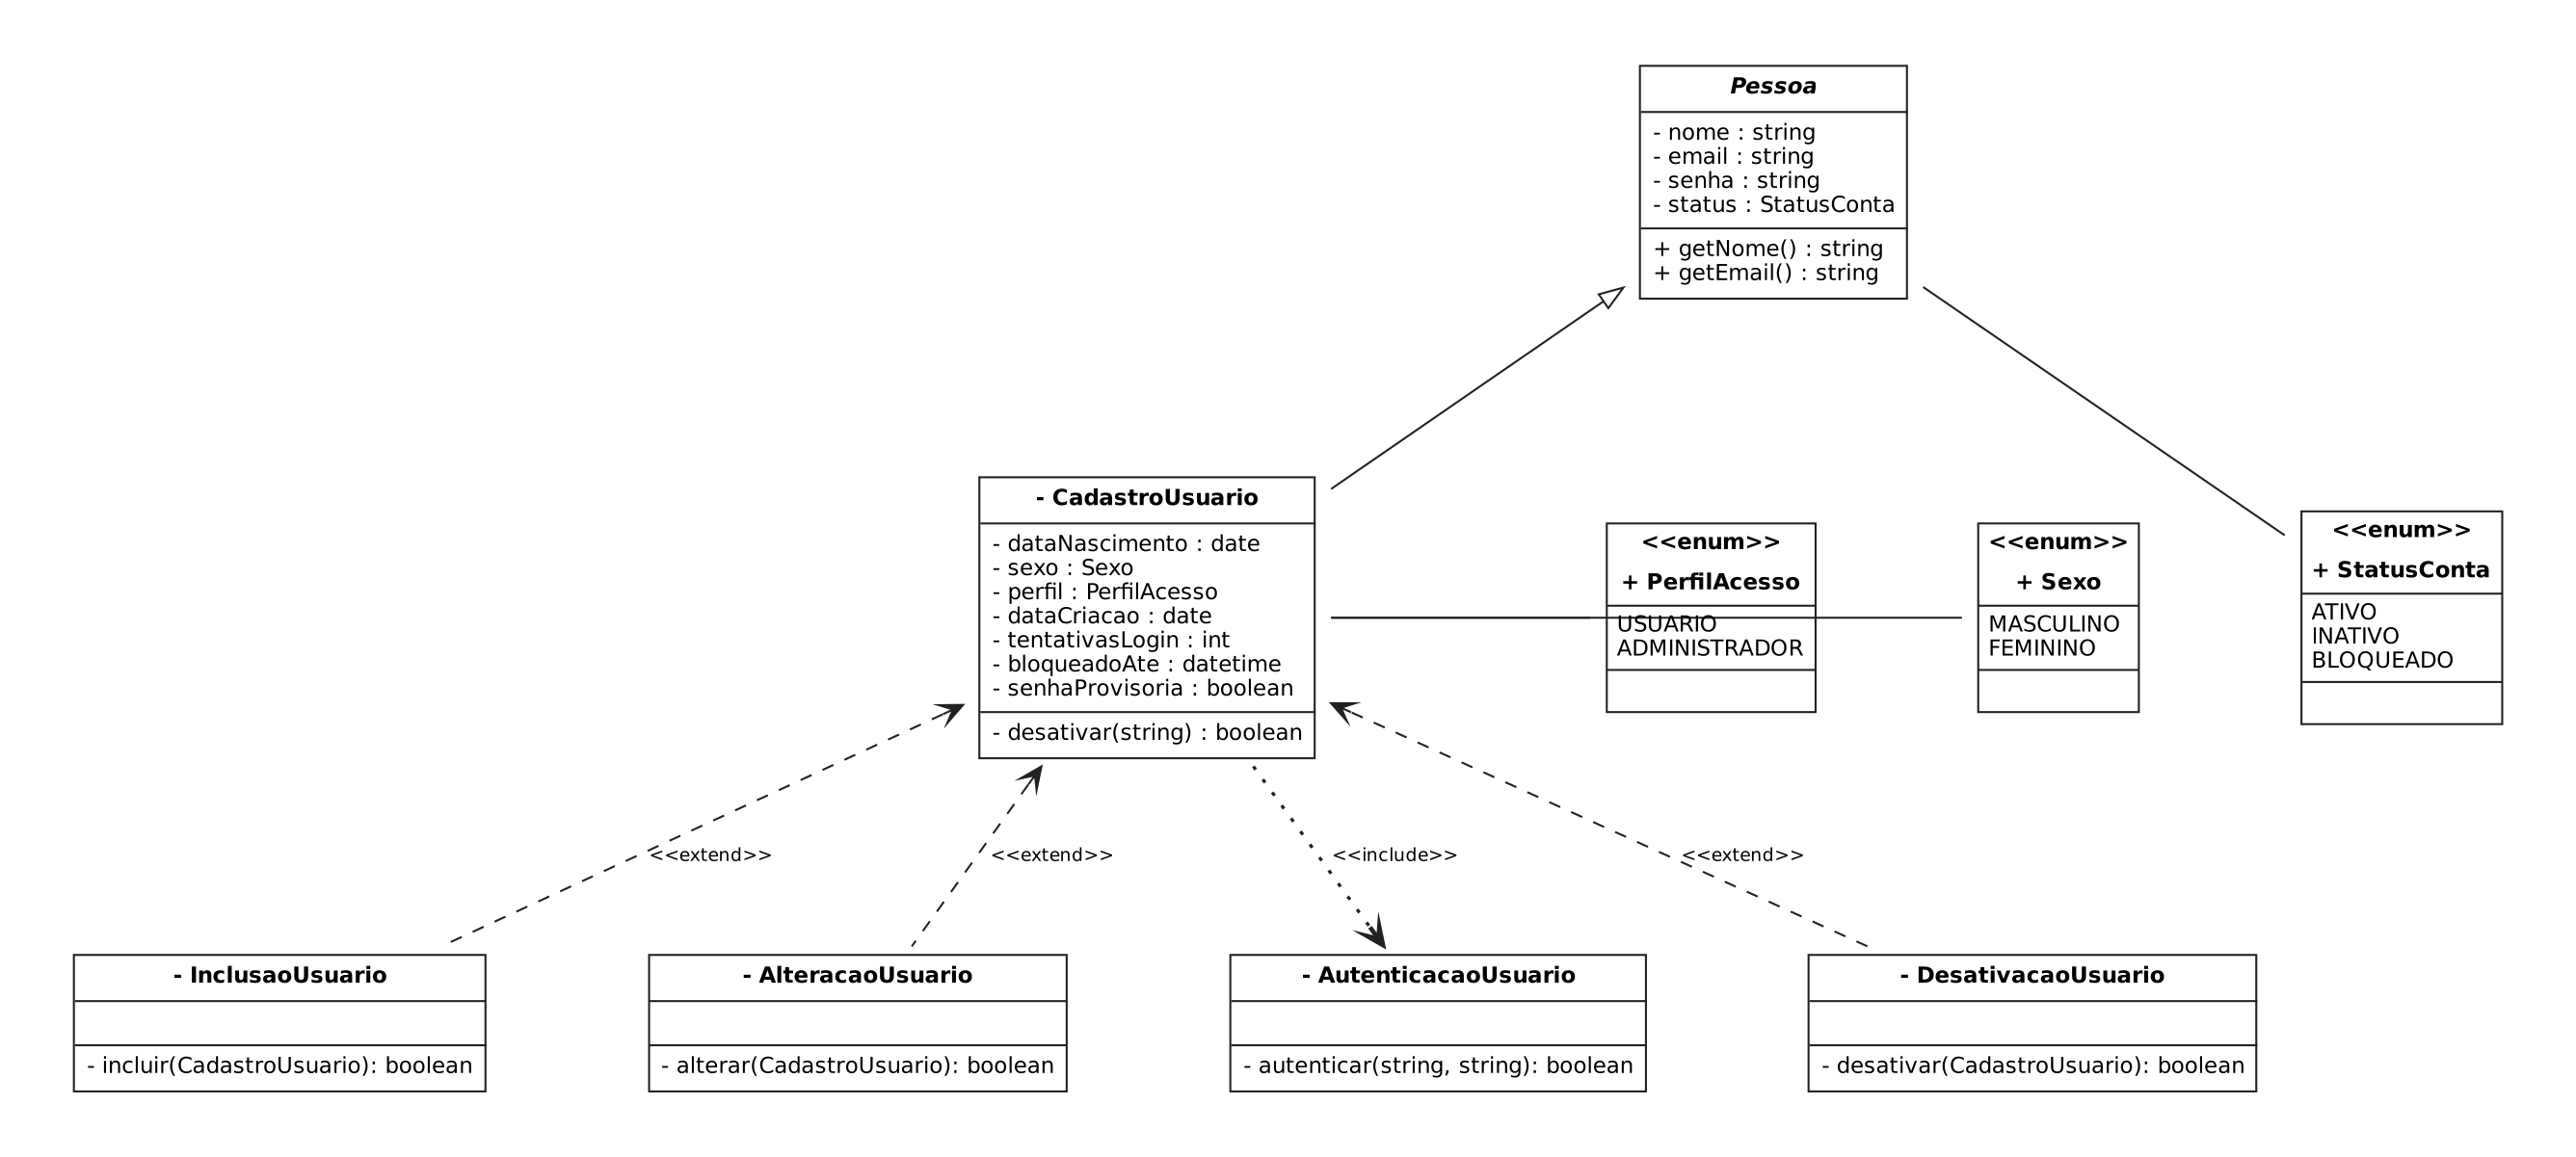 Pessoa
- nome : string
- email : string
- senha : string
- status : StatusConta
+ getNome() : string
+ getEmail() : string
- CadastroUsuario
- dataNascimento : date
- sexo : Sexo
- perfil : PerfilAcesso
- dataCriacao : date
- tentativasLogin : int
- bloqueadoAte : datetime
- senhaProvisoria : boolean
- desativar(string) : boolean
<<enum>>
+ PerfilAcesso
USUARIO
ADMINISTRADOR
<<enum>>
+ Sexo
MASCULINO
FEMININO
<<enum>>
+ StatusConta
ATIVO
INATIVO
BLOQUEADO
<<extend>>
<<extend>>
<<include>>
<<extend>>
- InclusaoUsuario
- incluir(CadastroUsuario): boolean
- AlteracaoUsuario
- alterar(CadastroUsuario): boolean
- AutenticacaoUsuario
- autenticar(string, string): boolean
- DesativacaoUsuario
- desativar(CadastroUsuario): boolean